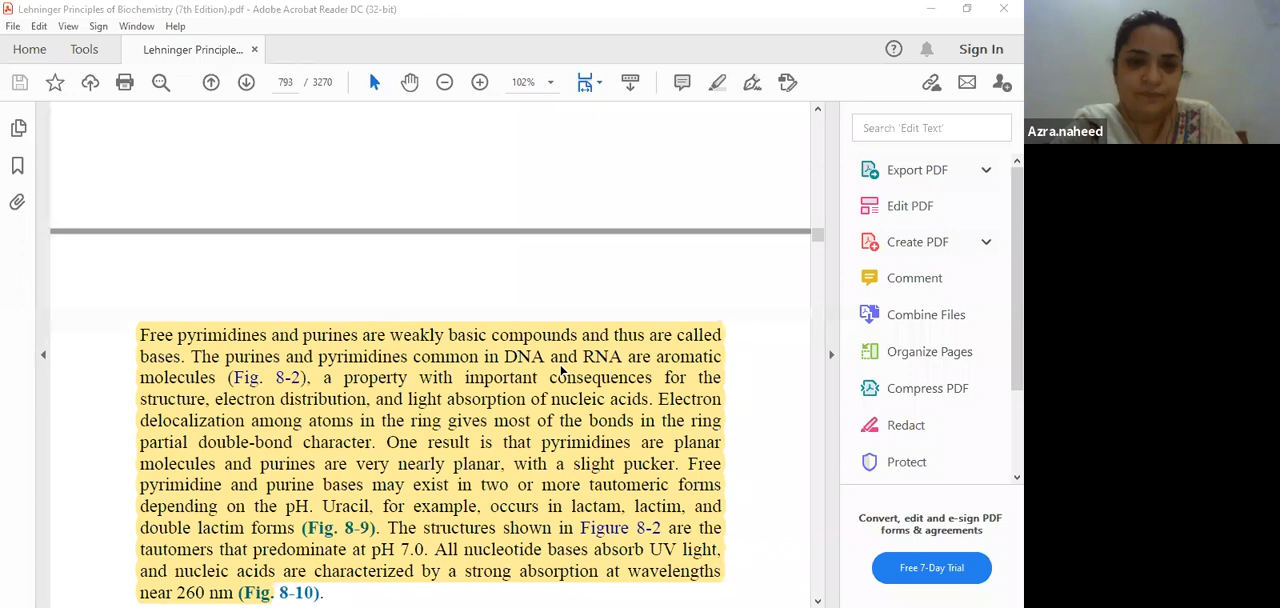 Lehninger Principles of Biochemistry (7th Edition).pdf - Adobe Acrobat Reader DC (32-bit)
File Edit View Sign Window Help
Home Tools Lehninger Principle... × Sign In
793 / 3270 102%
Azra.naheed
Search 'Edit Text'
Export PDF
Edit PDF
Create PDF
Comment
Combine Files
Organize Pages
Compress PDF
Redact
Protect
Convert, edit and e-sign PDF
forms & agreements
Free 7-Day Trial
Free pyrimidines and purines are weakly basic compounds and thus are called
bases. The purines and pyrimidines common in DNA and RNA are aromatic
molecules (Fig. 8-2), a property with important consequences for the
structure, electron distribution, and light absorption of nucleic acids. Electron
delocalization among atoms in the ring gives most of the bonds in the ring
partial double-bond character. One result is that pyrimidines are planar
molecules and purines are very nearly planar, with a slight pucker. Free
pyrimidine and purine bases may exist in two or more tautomeric forms
depending on the pH. Uracil, for example, occurs in lactam, lactim, and
double lactim forms (Fig. 8-9). The structures shown in Figure 8-2 are the
tautomers that predominate at pH 7.0. All nucleotide bases absorb UV light,
and nucleic acids are characterized by a strong absorption at wavelengths
near 260 nm (Fig. 8-10).